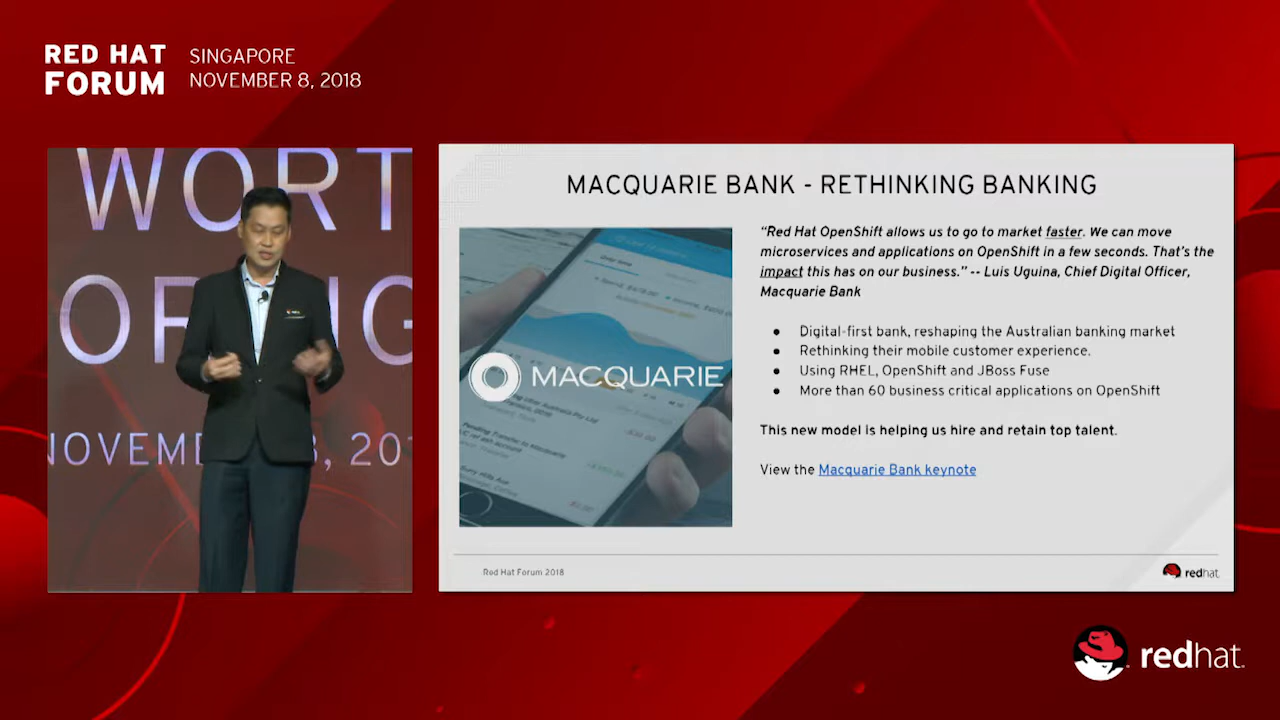 RED HAT
FORUM
SINGAPORE
NOVEMBER 8, 2018
WORT
NOVEM
8, 20
MACQUARIE BANK - RETHINKING BANKING
MACQUARIE
“Red Hat OpenShift allows us to go to market faster. We can move
microservices and applications on OpenShift in a few seconds. That’s the
impact this has on our business.” -- Luis Uguina, Chief Digital Officer,
Macquarie Bank
● Digital-first bank, reshaping the Australian banking market
● Rethinking their mobile customer experience.
● Using RHEL, OpenShift and JBoss Fuse
● More than 60 business critical applications on OpenShift
This new model is helping us hire and retain top talent.
View the Macquarie Bank keynote
Red Hat Forum 2018
redhat.
redhat.